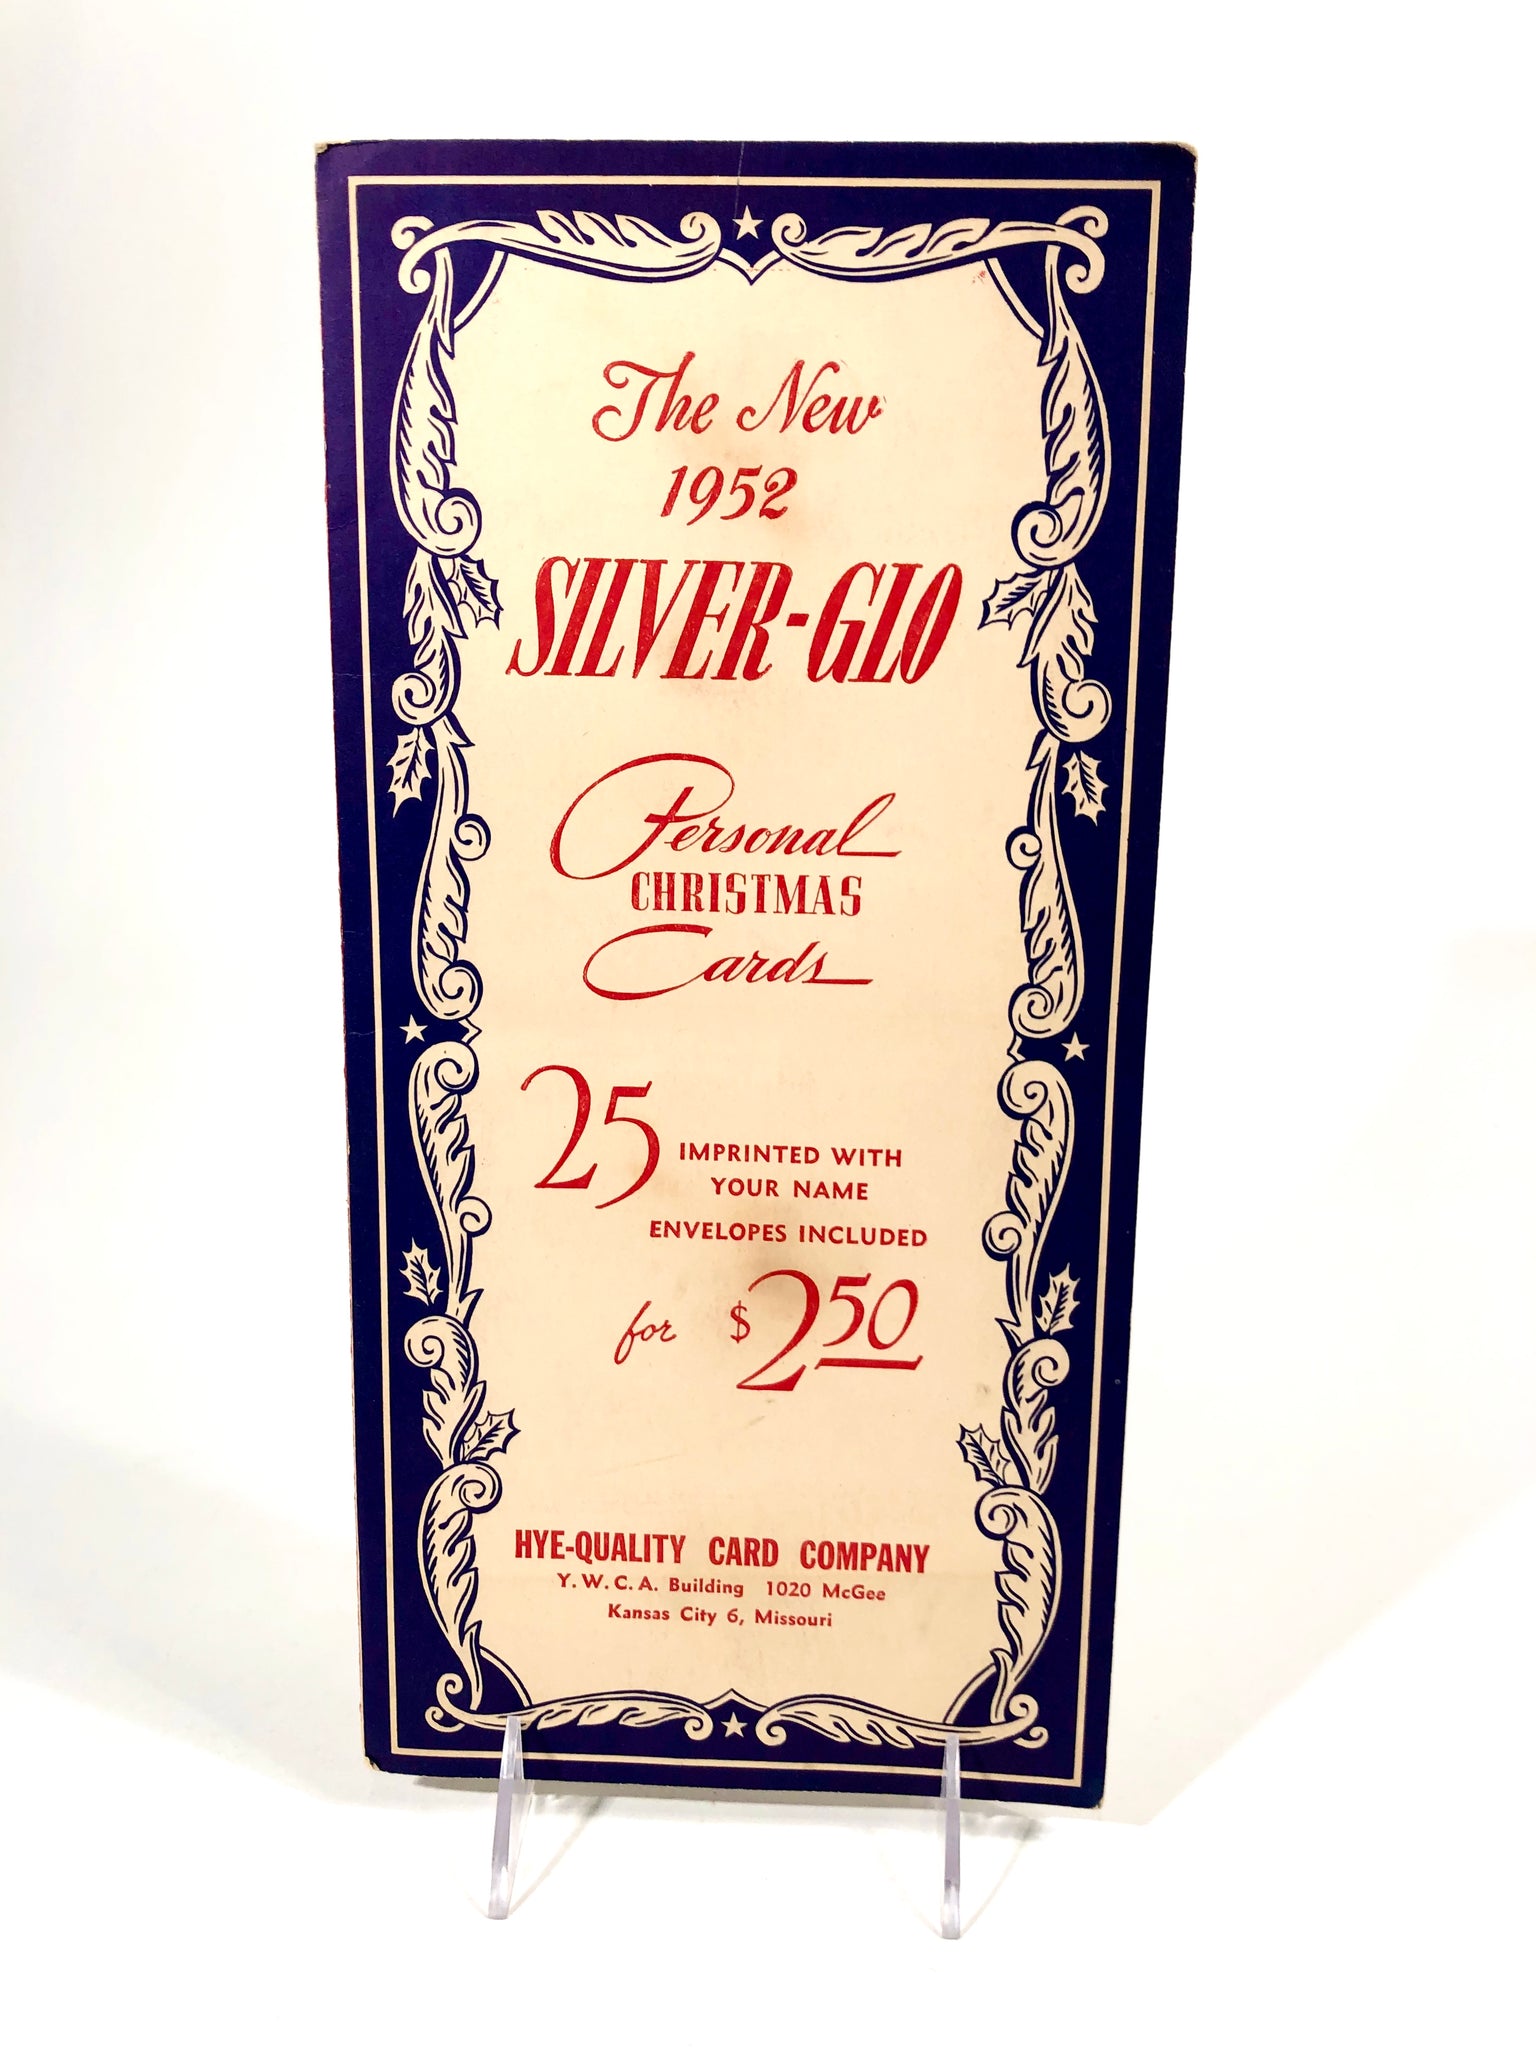 The New
1952
SILVER-GLO
Personal
CHRISTMAS
Cards
25 IMPRINTED WITH
YOUR NAME
ENVELOPES INCLUDED
for $2.50
HYE-QUALITY CARD COMPANY
Y. W. C. A. Building 1020 McGee
Kansas City 6, Missouri